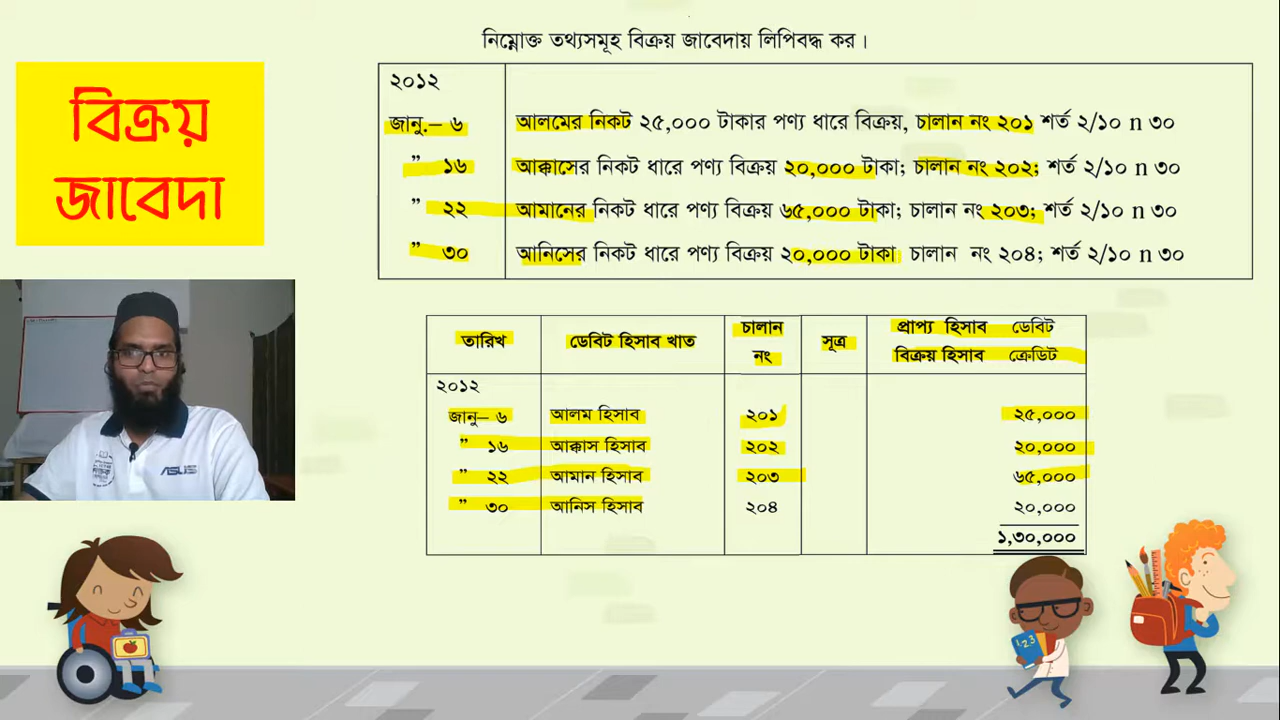 নিম্নোক্ত তথ্যসমূহ বিক্রয় জাবেদায় লিপিবদ্ধ কর।
বিক্রয়
জাবেদা
২০১২
জানু.– ৬ আলমের নিকট ২৫,০০০ টাকার পণ্য ধারে বিক্রয়, চালান নং ২০১ শর্ত ২/১০ n ৩০
” ১৬ আক্কাসের নিকট ধারে পণ্য বিক্রয় ২০,০০০ টাকা; চালান নং ২০২; শর্ত ২/১০ n ৩০
” ২২ আমানের নিকট ধারে পণ্য বিক্রয় ৬৫,০০০ টাকা; চালান নং ২০৩; শর্ত ২/১০ n ৩০
” ৩০ আনিসের নিকট ধারে পণ্য বিক্রয় ২০,০০০ টাকা চালান নং ২০৪; শর্ত ২/১০ n ৩০
তারিখ ডেবিট হিসাব খাত চালান নং সূত্র প্রাপ্য হিসাব ডেবিট
বিক্রয় হিসাব ক্রেডিট
২০১২
জানু– ৬ আলম হিসাব ২০১ ২৫,০০০
” ১৬ আক্কাস হিসাব ২০২ ২০,০০০
” ২২ আমান হিসাব ২০৩ ৬৫,০০০
” ৩০ আনিস হিসাব ২০৪ ২০,০০০
১,৩০,০০০
ASUS
1 2 3